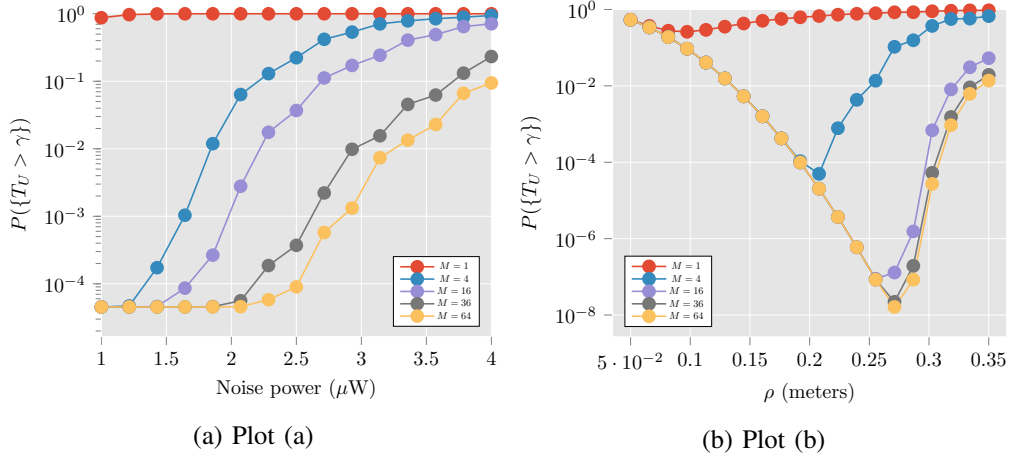 10^0
10^{-1}
10^{-2}
10^{-3}
10^{-4}
P({T_U > γ})
1 1.5 2 2.5 3 3.5 4
Noise power (μW)
M = 1
M = 4
M = 16
M = 36
M = 64
(a) Plot (a)
10^0
10^{-2}
10^{-4}
10^{-6}
10^{-8}
P({T_U > γ})
5 · 10^{-2} 0.1 0.15 0.2 0.25 0.3 0.35
ρ (meters)
M = 1
M = 4
M = 16
M = 36
M = 64
(b) Plot (b)